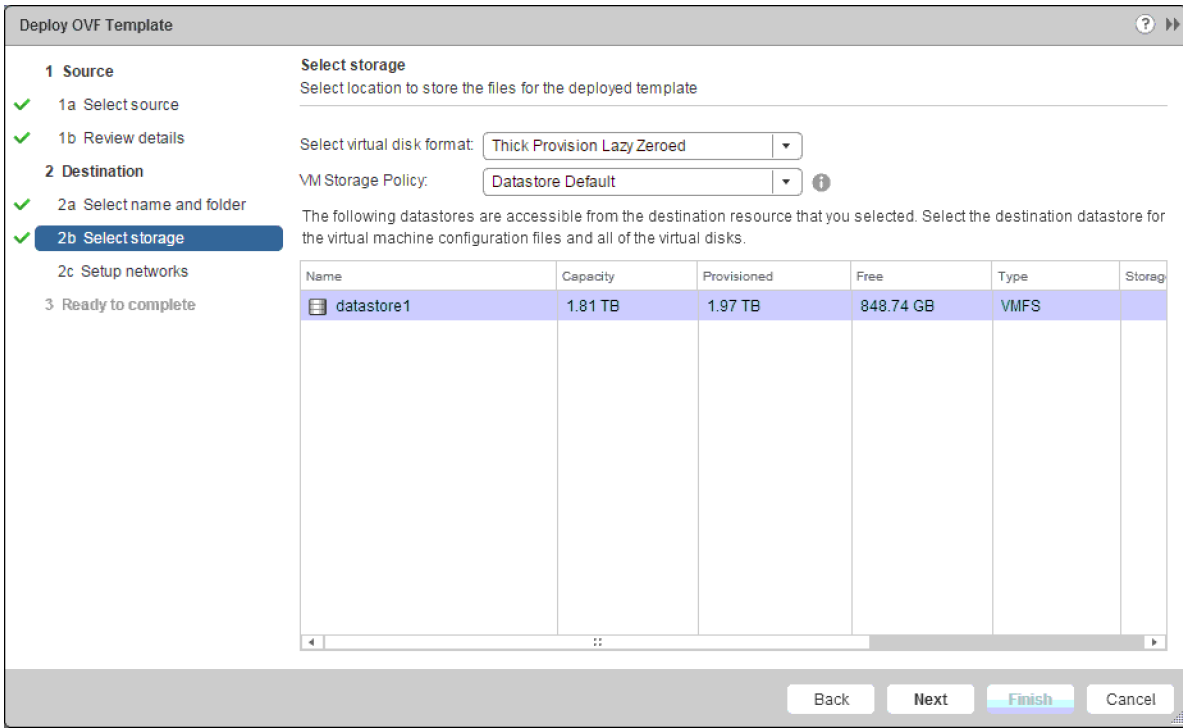 Deploy OVF Template
1 Source
1a Select source
1b Review details
2 Destination
2a Select name and folder
2b Select storage
2c Setup networks
3 Ready to complete
Select storage
Select location to store the files for the deployed template
Select virtual disk format: Thick Provision Lazy Zeroed
VM Storage Policy: Datastore Default
The following datastores are accessible from the destination resource that you selected. Select the destination datastore for
the virtual machine configuration files and all of the virtual disks.
Name Capacity Provisioned Free Type Storag
datastore1 1.81 TB 1.97 TB 848.74 GB VMFS
Back Next Finish Cancel